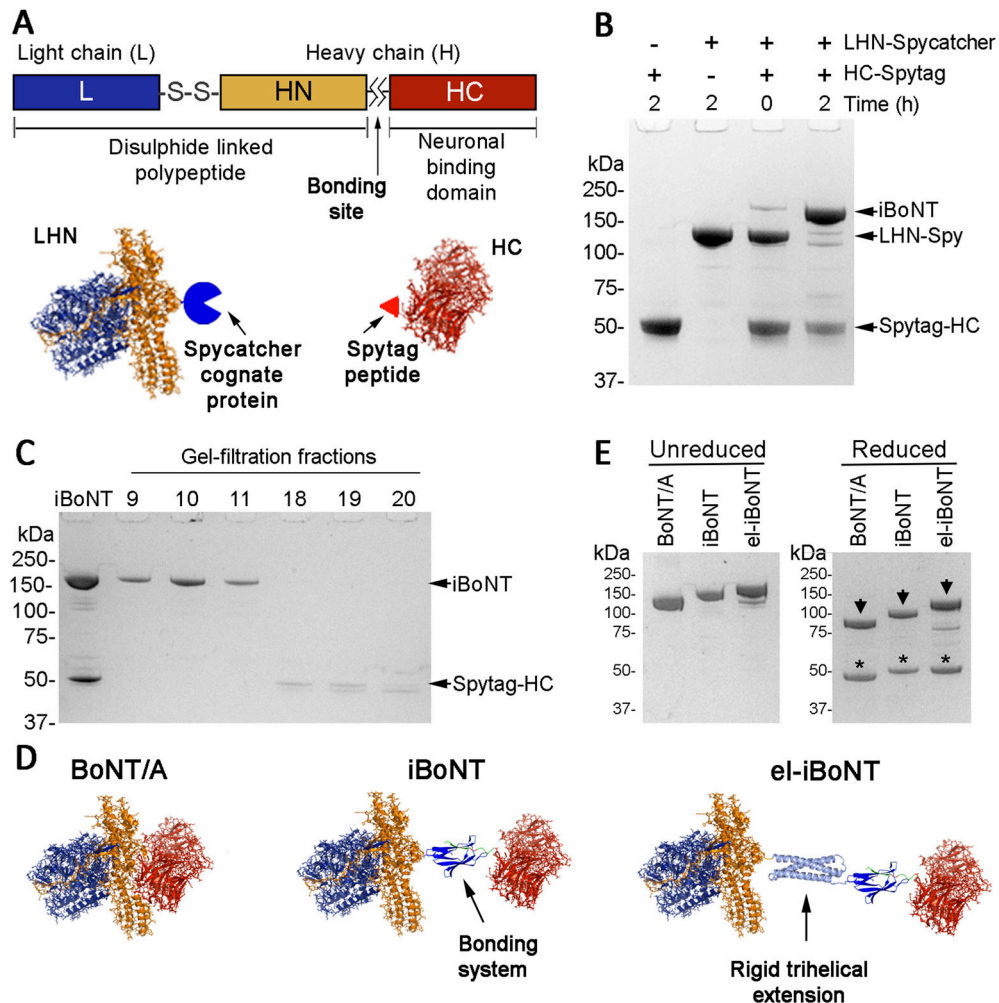 A
Light chain (L)
Heavy chain (H)
L
-S-S-
HN
HC
Disulphide linked
polypeptide
Bonding
site
Neuronal
binding
domain
LHN
HC
Spycatcher
cognate
protein
Spytag
peptide
B
- + + + LHN-Spycatcher
+ - + + HC-Spytag
2 2 0 2 Time (h)
kDa
250-
150-
100-
75-
50-
37-
iBoNT
LHN-Spy
Spytag-HC
C
Gel-filtration fractions
iBoNT 9 10 11 18 19 20
kDa
250-
150-
100-
75-
50-
37-
iBoNT
Spytag-HC
E
Unreduced
BoNT/A
iBoNT
el-iBoNT
kDa
250-
150-
100-
75-
50-
37-
Reduced
BoNT/A
iBoNT
el-iBoNT
kDa
250-
150-
100-
75-
50-
37-
* * *
D
BoNT/A
iBoNT
el-iBoNT
Bonding
system
Rigid trihelical
extension